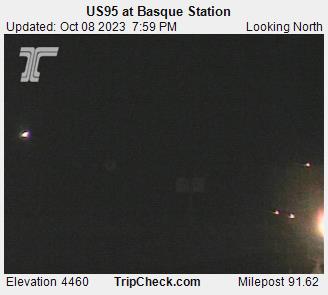 US95 at Basque Station
Updated: Oct 08 2023 7:59 PM Looking North
Elevation 4460 TripCheck.com Milepost 91.62